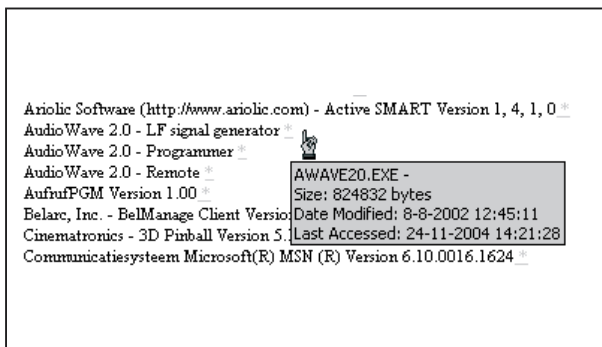 Ariolic Software (http://www.ariolic.com) - Active SMART Version 1, 4, 1, 0 *
AudioWave 2.0 - LF signal generator *
AudioWave 2.0 - Programmer *
AudioWave 2.0 - Remote *
AufrufPGM Version 1.00 *
Belarc, Inc. - BelManage Client Versio
Cinematronics - 3D Pinball Version 5.
Communicatiesysteem Microsoft(R) MSN (R) Version 6.10.0016.1624 *
AWAVE20.EXE -
Size: 824832 bytes
Date Modified: 8-8-2002 12:45:11
Last Accessed: 24-11-2004 14:21:28